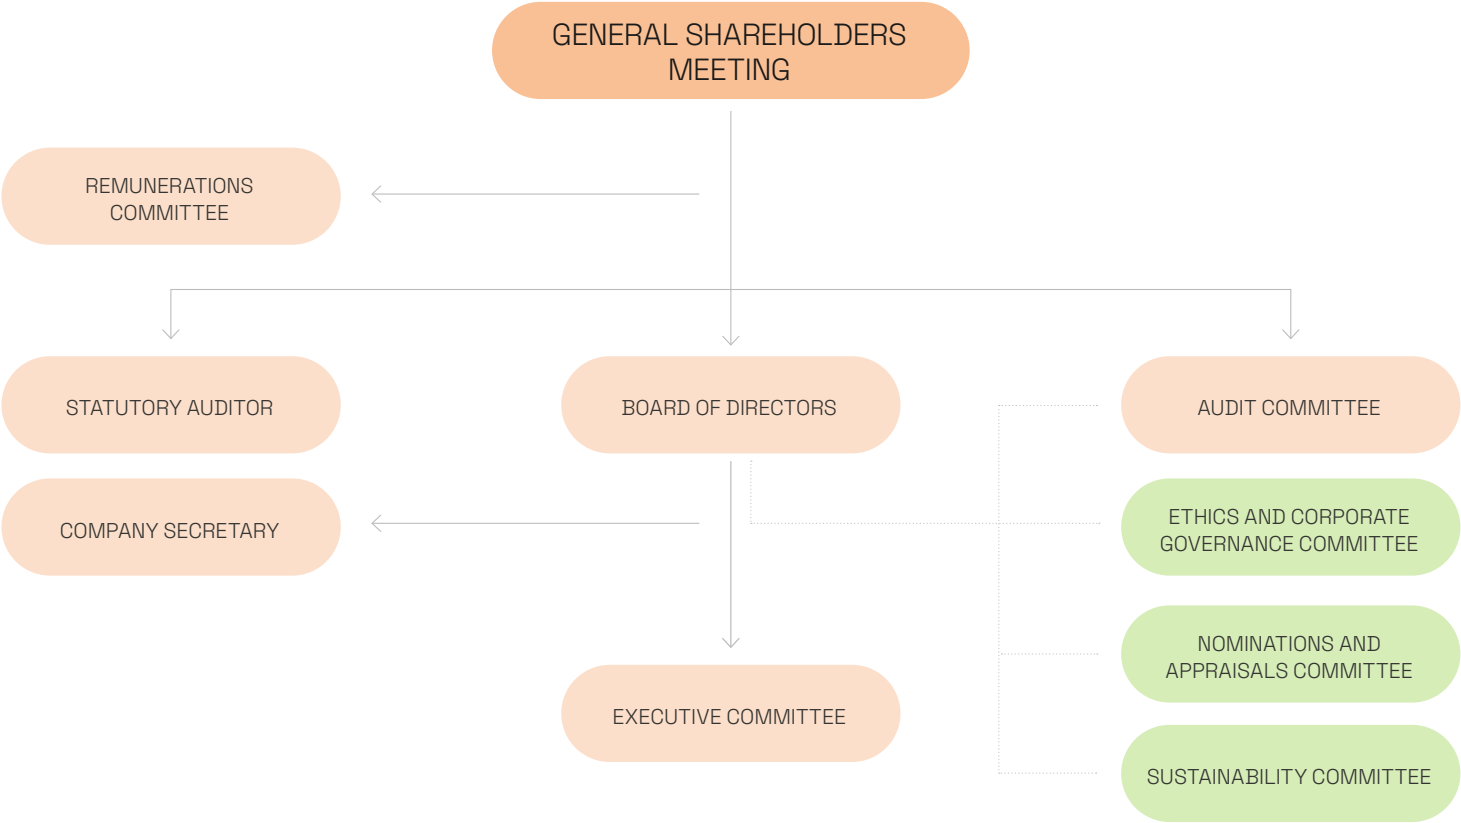 GENERAL SHAREHOLDERS
MEETING
REMUNERATIONS
COMMITTEE
STATUTORY AUDITOR
BOARD OF DIRECTORS
AUDIT COMMITTEE
COMPANY SECRETARY
ETHICS AND CORPORATE
GOVERNANCE COMMITTEE
NOMINATIONS AND
APPRAISALS COMMITTEE
EXECUTIVE COMMITTEE
SUSTAINABILITY COMMITTEE